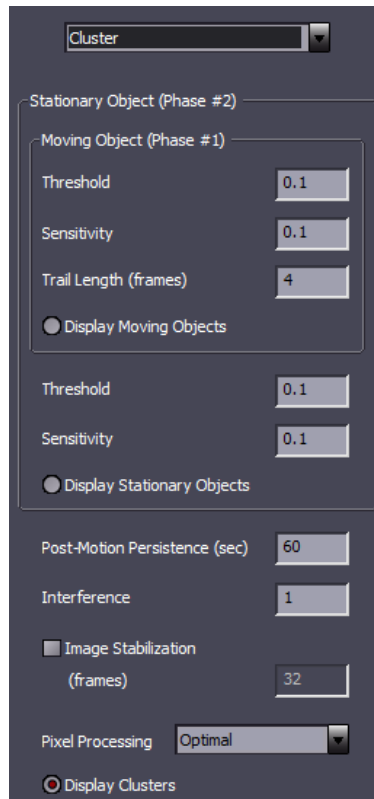 Cluster
Stationary Object (Phase #2)
Moving Object (Phase #1)
Threshold 0.1
Sensitivity 0.1
Trail Length (frames) 4
Display Moving Objects
Threshold 0.1
Sensitivity 0.1
Display Stationary Objects
Post-Motion Persistence (sec) 60
Interference 1
Image Stabilization
(frames) 32
Pixel Processing Optimal
Display Clusters